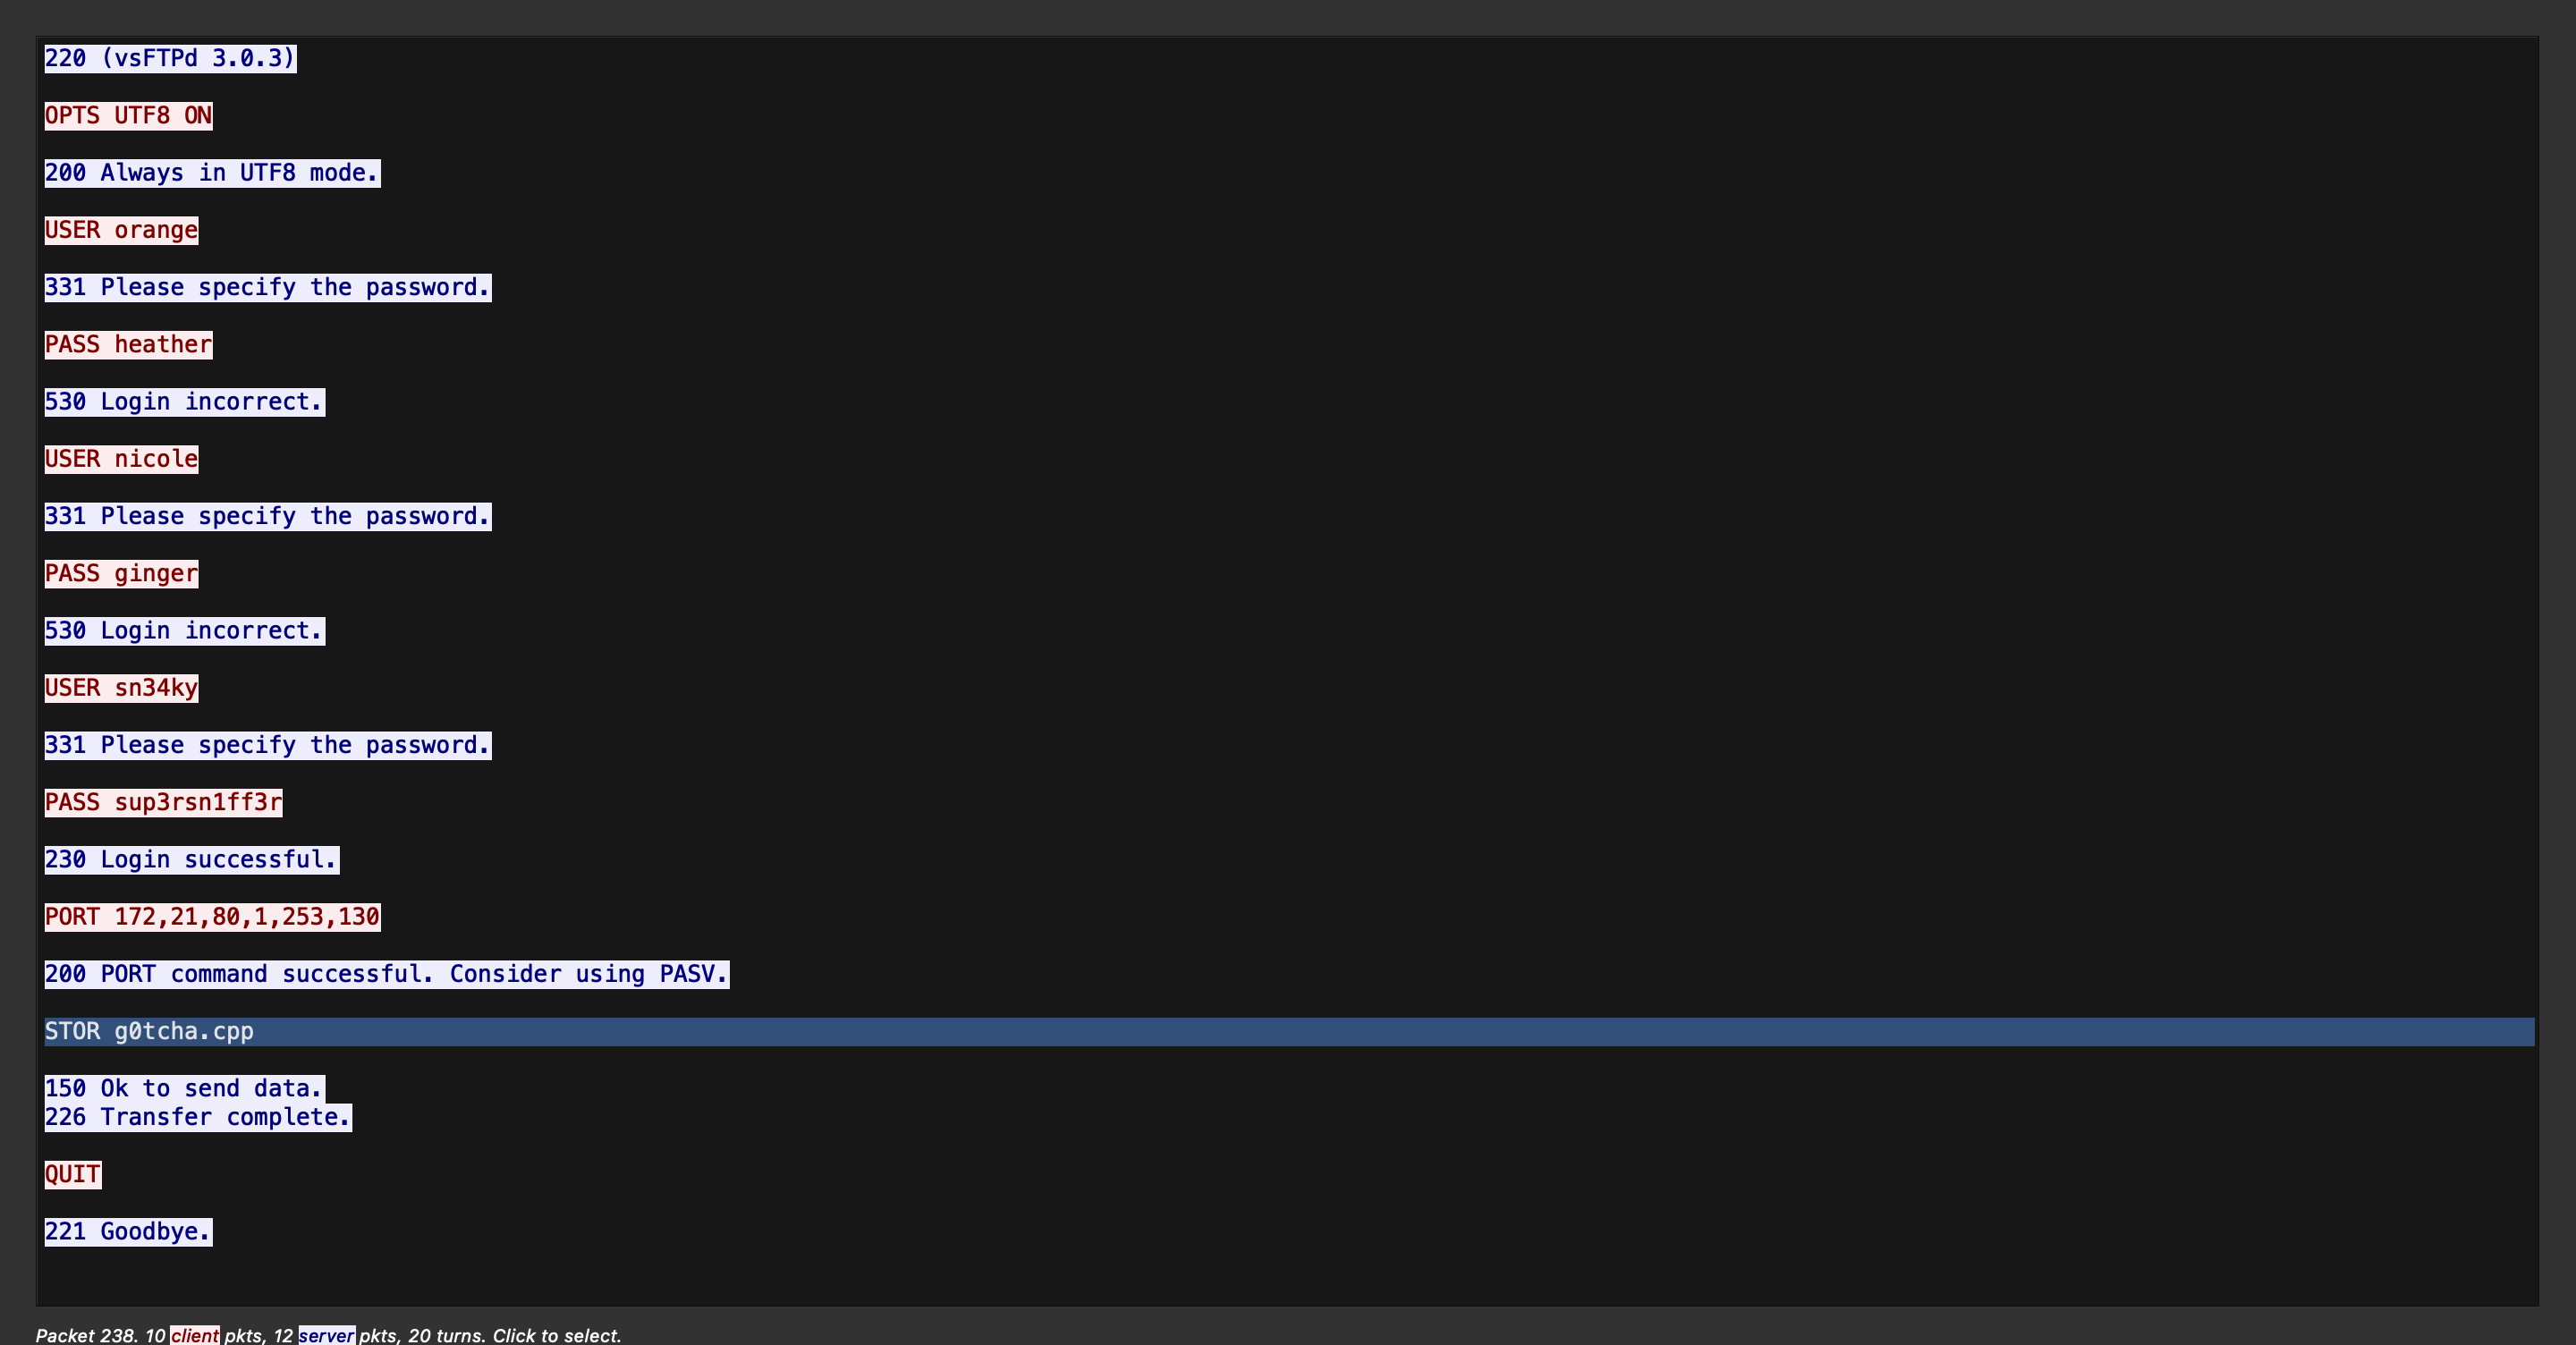 220 (vsFTPd 3.0.3)
OPTS UTF8 ON
200 Always in UTF8 mode.
USER orange
331 Please specify the password.
PASS heather
530 Login incorrect.
USER nicole
331 Please specify the password.
PASS ginger
530 Login incorrect.
USER sn34ky
331 Please specify the password.
PASS sup3rsn1ff3r
230 Login successful.
PORT 172,21,80,1,253,130
200 PORT command successful. Consider using PASV.
STOR g0tcha.cpp
150 Ok to send data.
226 Transfer complete.
QUIT
221 Goodbye.
Packet 238. 10 client pkts, 12 server pkts, 20 turns. Click to select.